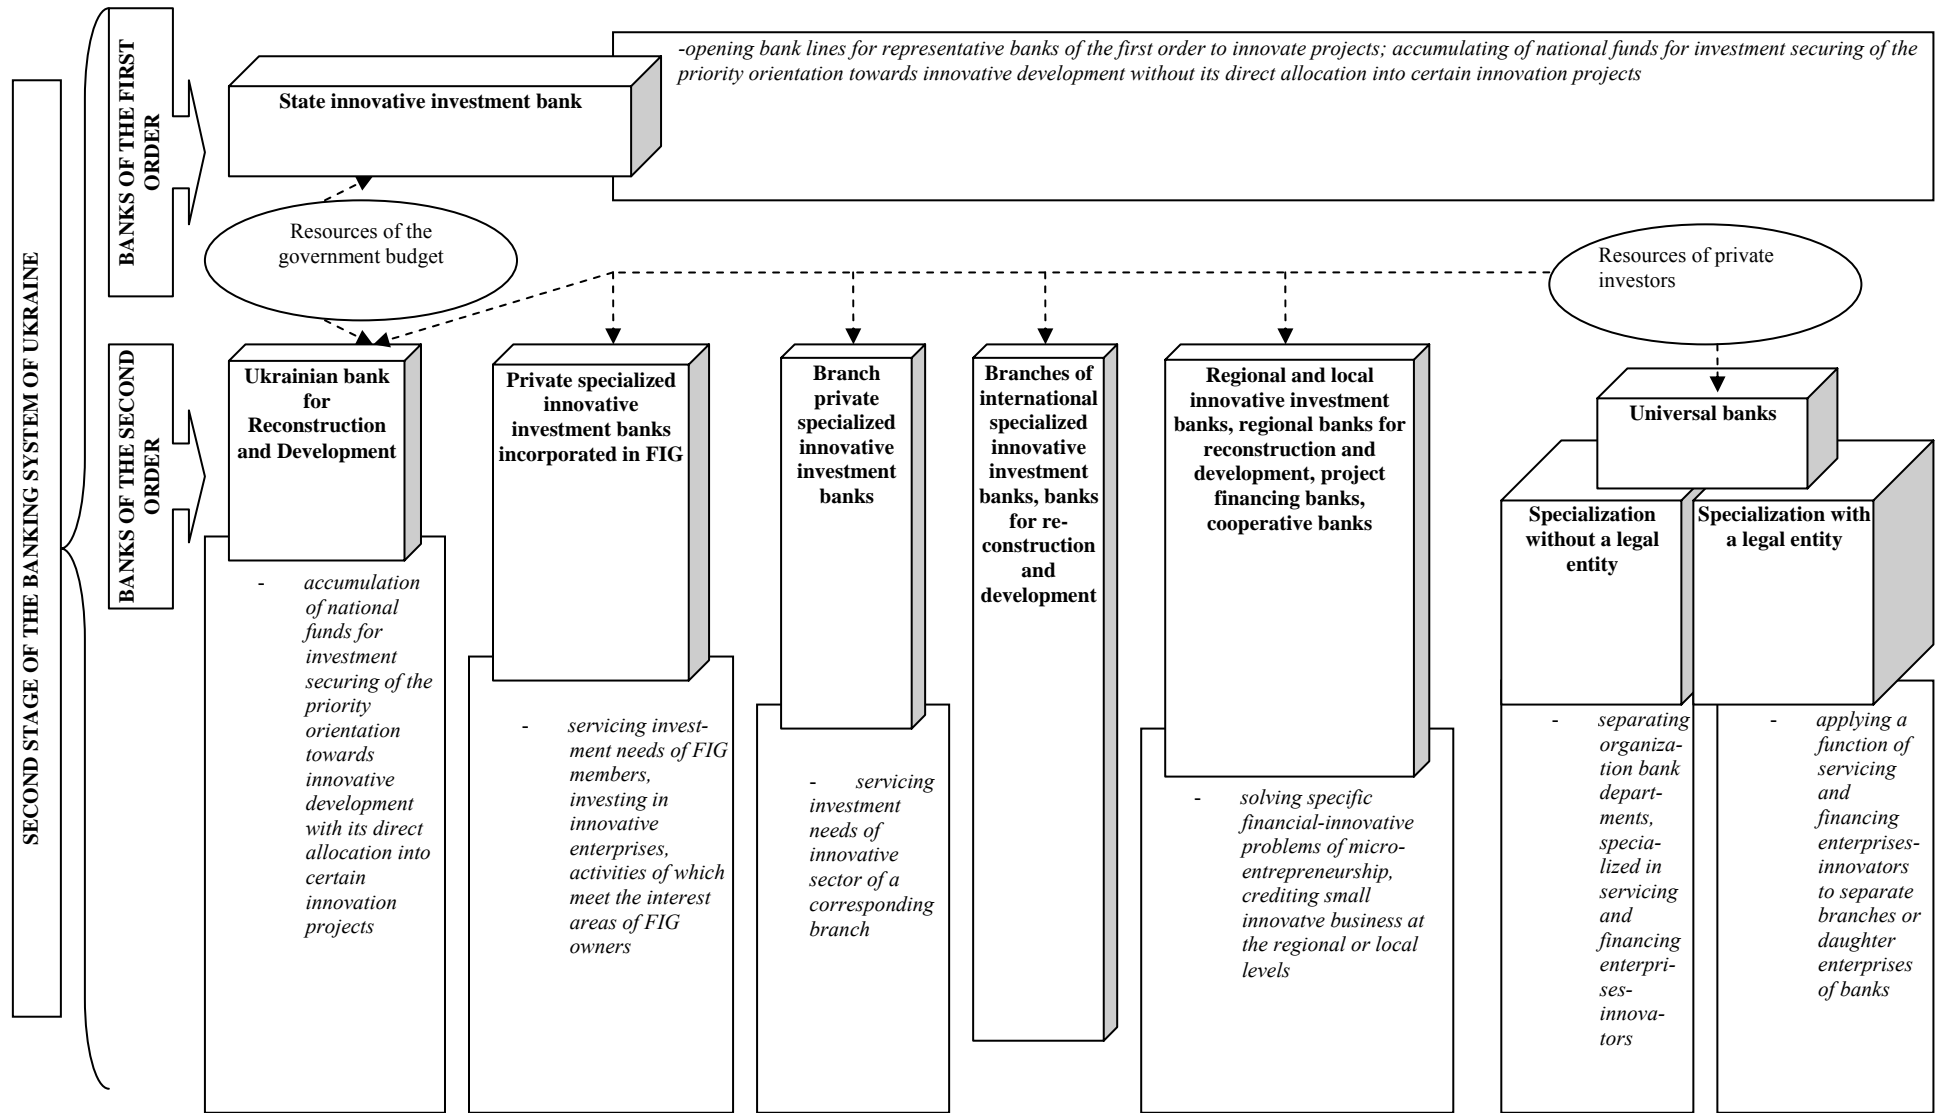 SECOND STAGE OF THE BANKING SYSTEM OF UKRAINE
BANKS OF THE FIRST
ORDER
State innovative investment bank
-opening bank lines for representative banks of the first order to innovate projects; accumulating of national funds for investment securing of the
priority orientation towards innovative development without its direct allocation into certain innovation projects
Resources of the
government budget
Resources of private
investors
BANKS OF THE SECOND
ORDER
Ukrainian bank
for
Reconstruction
and Development
- accumulation
of national
funds for
investment
securing of the
priority
orientation
towards
innovative
development
with its direct
allocation into
certain
innovation
projects
Private specialized
innovative
investment banks
incorporated in FIG
- servicing invest-
ment needs of FIG
members,
investing in
innovative
enterprises,
activities of which
meet the interest
areas of FIG
owners
Branch
private
specialized
innovative
investment
banks
- servicing
investment
needs of
innovative
sector of a
corresponding
branch
Branches of
international
specialized
innovative
investment
banks, banks
for re-
construction
and
development
Regional and local
innovative investment
banks, regional banks for
reconstruction and
development, project
financing banks,
cooperative banks
- solving specific
financial-innovative
problems of micro-
entrepreneurship,
crediting small
innovatve business at
the regional or local
levels
Universal banks
Specialization
without a legal
entity
- separating
organiza-
tion bank
depart-
ments,
specia-
lized in
servicing
and
financing
enterpri-
ses-
innova-
tors
Specialization with
a legal entity
- applying a
function of
servicing
and
financing
enterprises-
innovators
to separate
branches or
daughter
enterprises
of banks